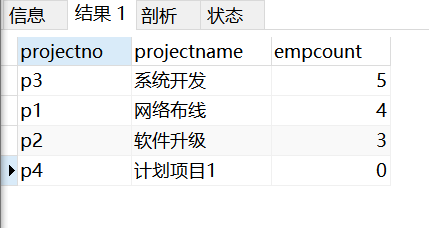 信息 结果 1 剖析 状态
projectno projectname empcount
p3 系统开发 5
p1 网络布线 4
p2 软件升级 3
p4 计划项目1 0